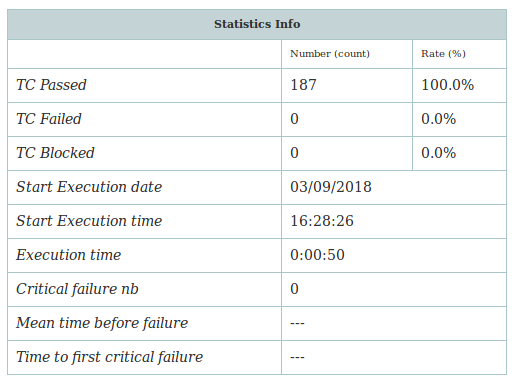 Statistics Info
Number (count) Rate (%)
TC Passed 187 100.0%
TC Failed 0 0.0%
TC Blocked 0 0.0%
Start Execution date 03/09/2018
Start Execution time 16:28:26
Execution time 0:00:50
Critical failure nb 0
Mean time before failure ---
Time to first critical failure ---